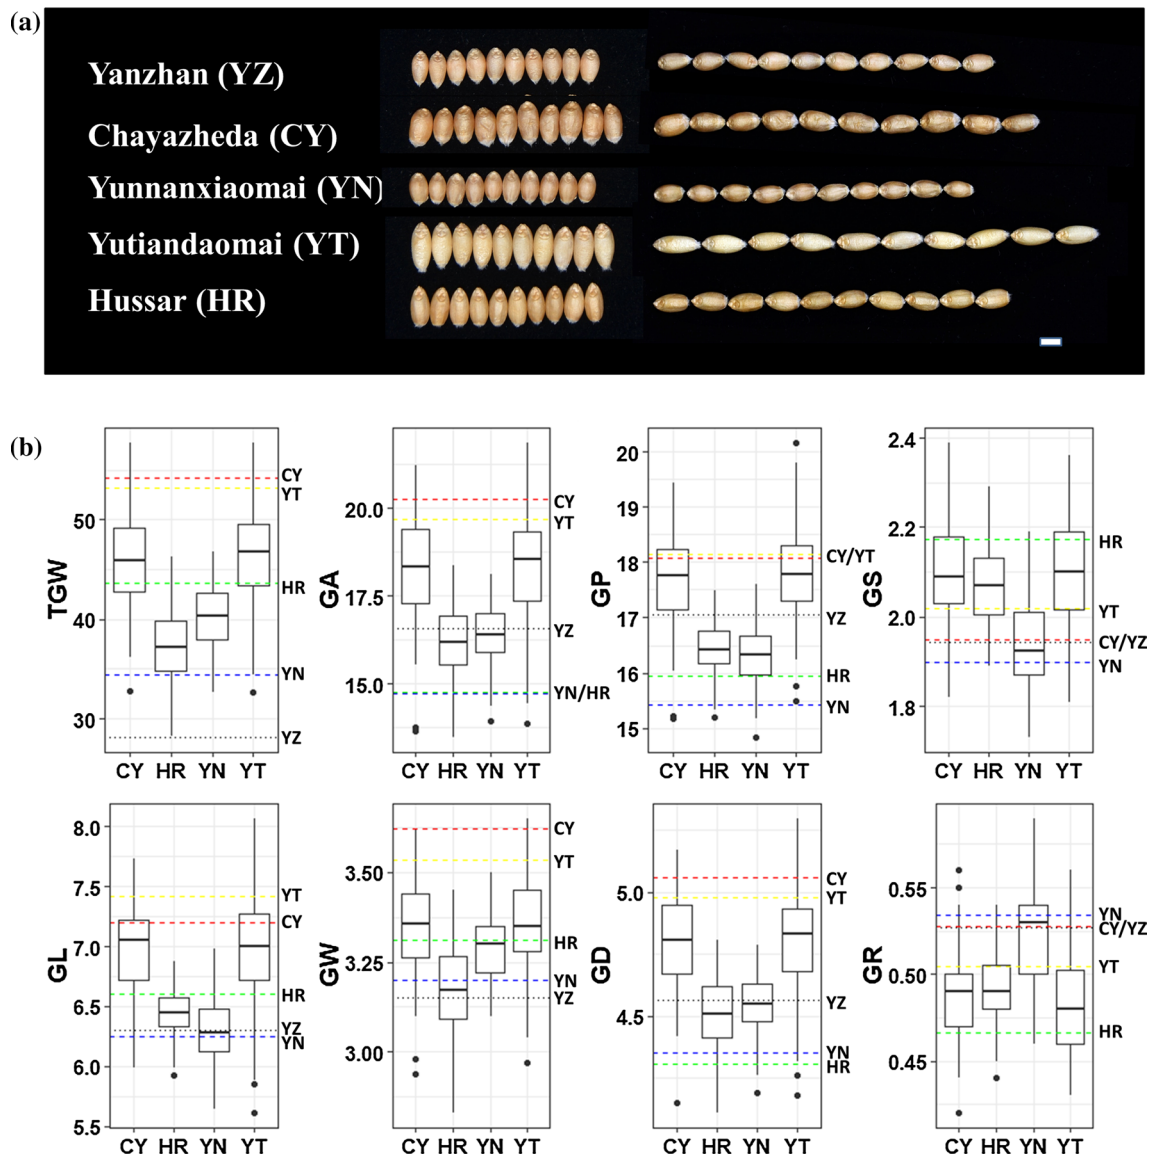 (a)
Yanzhan (YZ)
Chayazheda (CY)
Yunnanxiaomai (YN)
Yutiandaomai (YT)
Hussar (HR)
(b)
TGW
50
40
30
CY
YT
HR
YN
YZ
CY HR YN YT
GA
20.0
17.5
15.0
CY
YT
YZ
YN/HR
CY HR YN YT
GP
20
19
18
17
16
15
CY/YT
YZ
HR
YN
CY HR YN YT
GS
2.4
2.2
2.0
1.8
HR
YT
CY/YZ
YN
CY HR YN YT
GL
8.0
7.5
7.0
6.5
6.0
5.5
YT
CY
HR
YZ
YN
CY HR YN YT
GW
3.50
3.25
3.00
CY
YT
HR
YN
YZ
CY HR YN YT
GD
5.0
4.5
CY
YT
YZ
YN
HR
CY HR YN YT
GR
0.55
0.50
0.45
YN
CY/YZ
YT
HR
CY HR YN YT